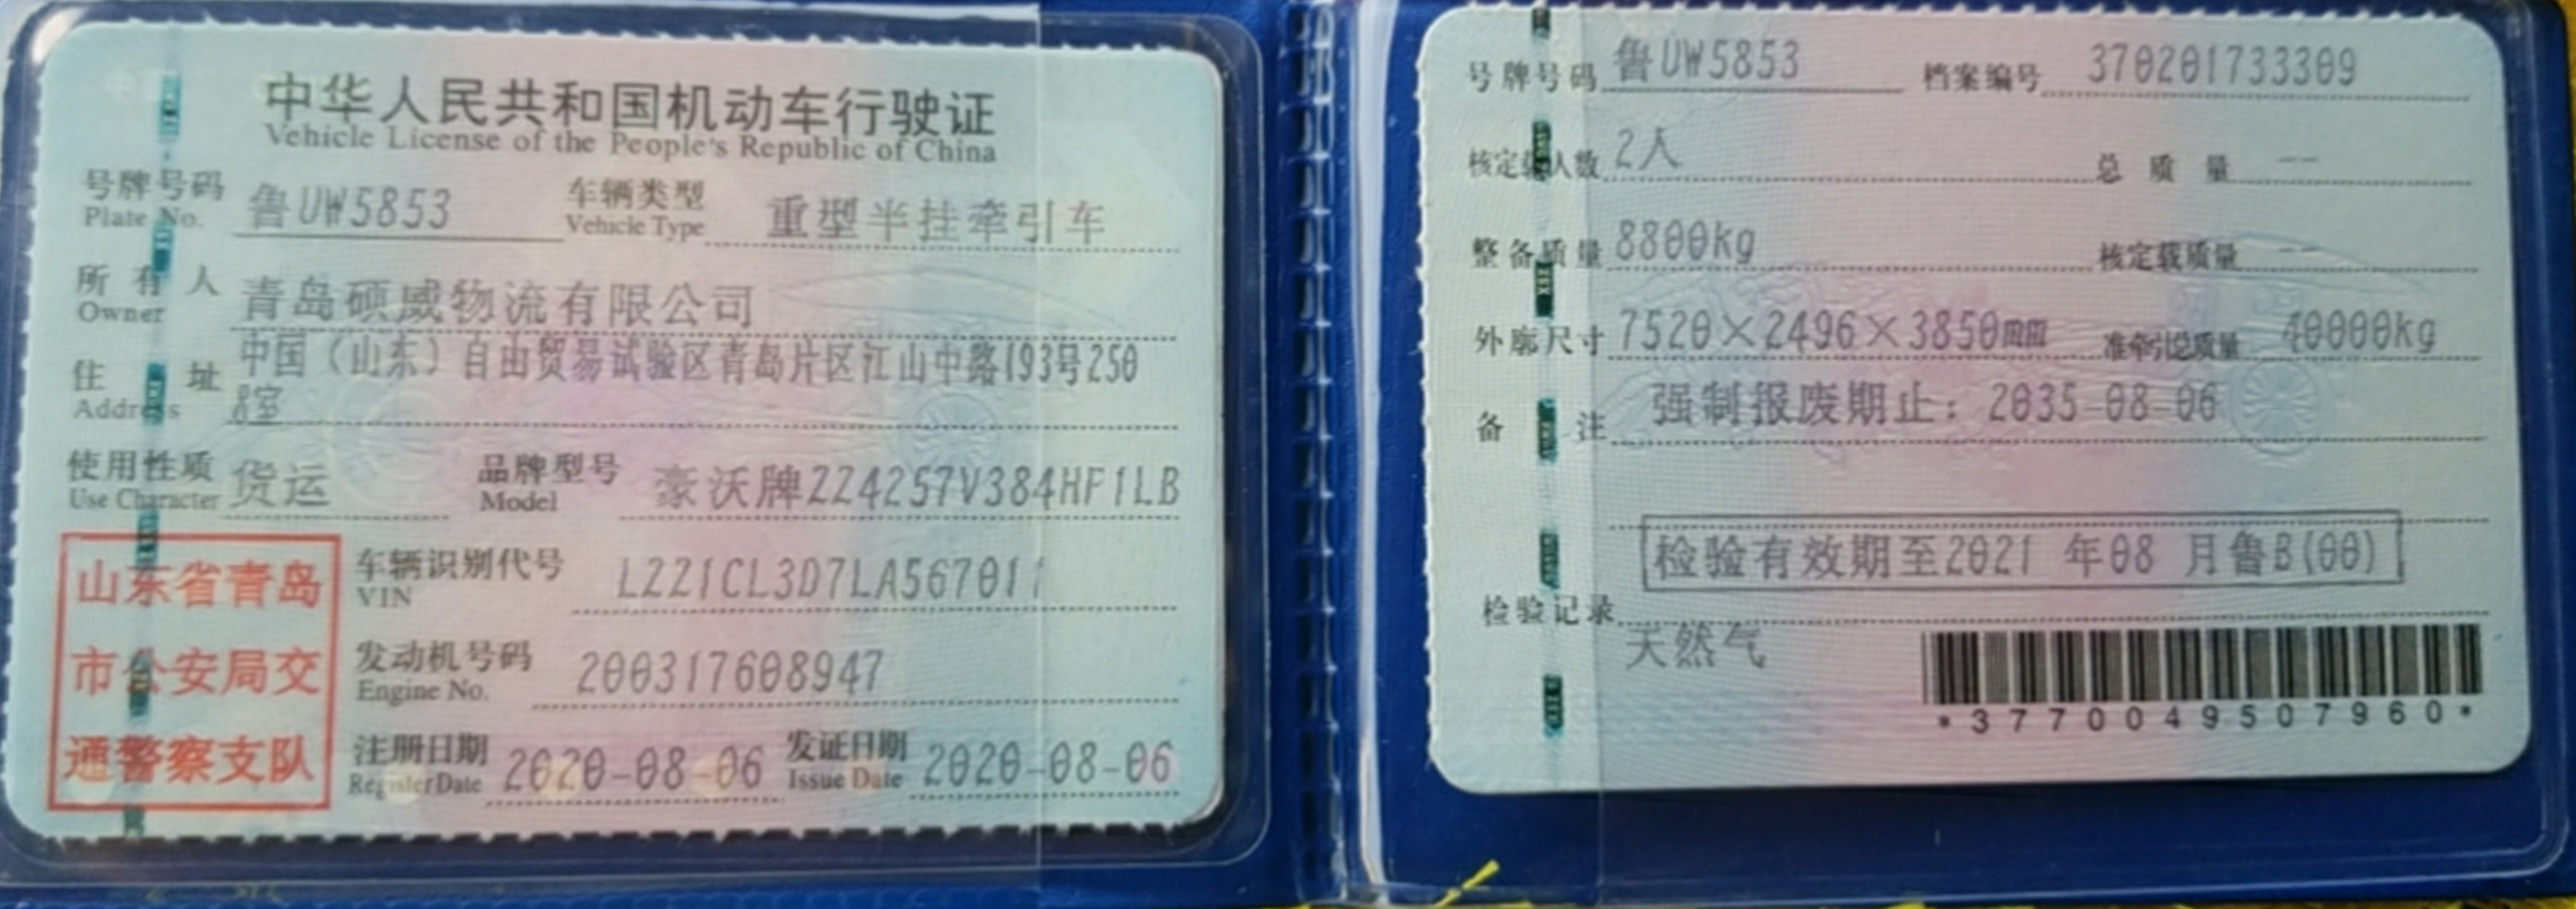 中华人民共和国机动车行驶证
Vehicle License of the People's Republic of China
号牌号码 鲁UW5853 车辆类型 重型半挂牵引车
Plate No. Vehicle Type
所有人 青岛硕威物流有限公司
Owner
住址 中国（山东）自由贸易试验区青岛片区江山中路193号250
Address 室
使用性质 货运 品牌型号 豪沃牌ZZ4257V384HF1LB
Use Character Model
山东省青岛
市公安局交
通警察支队
车辆识别代号 LZZ1CL3D7LA567011
VIN
发动机号码 200317608947
Engine No.
注册日期 2020-08-06 发证日期 2020-08-06
Register Date Issue Date
号牌号码 鲁UW5853 档案编号 370201733309
核定载人数 2人 总质量 --
整备质量 8800kg 核定载质量 --
外廓尺寸 7520×2496×3850mm 准牵引总质量 40000kg
备注 强制报废期止：2035-08-06
检验有效期至2021 年08 月鲁B(00)
检验记录
天然气
*3770049507960*